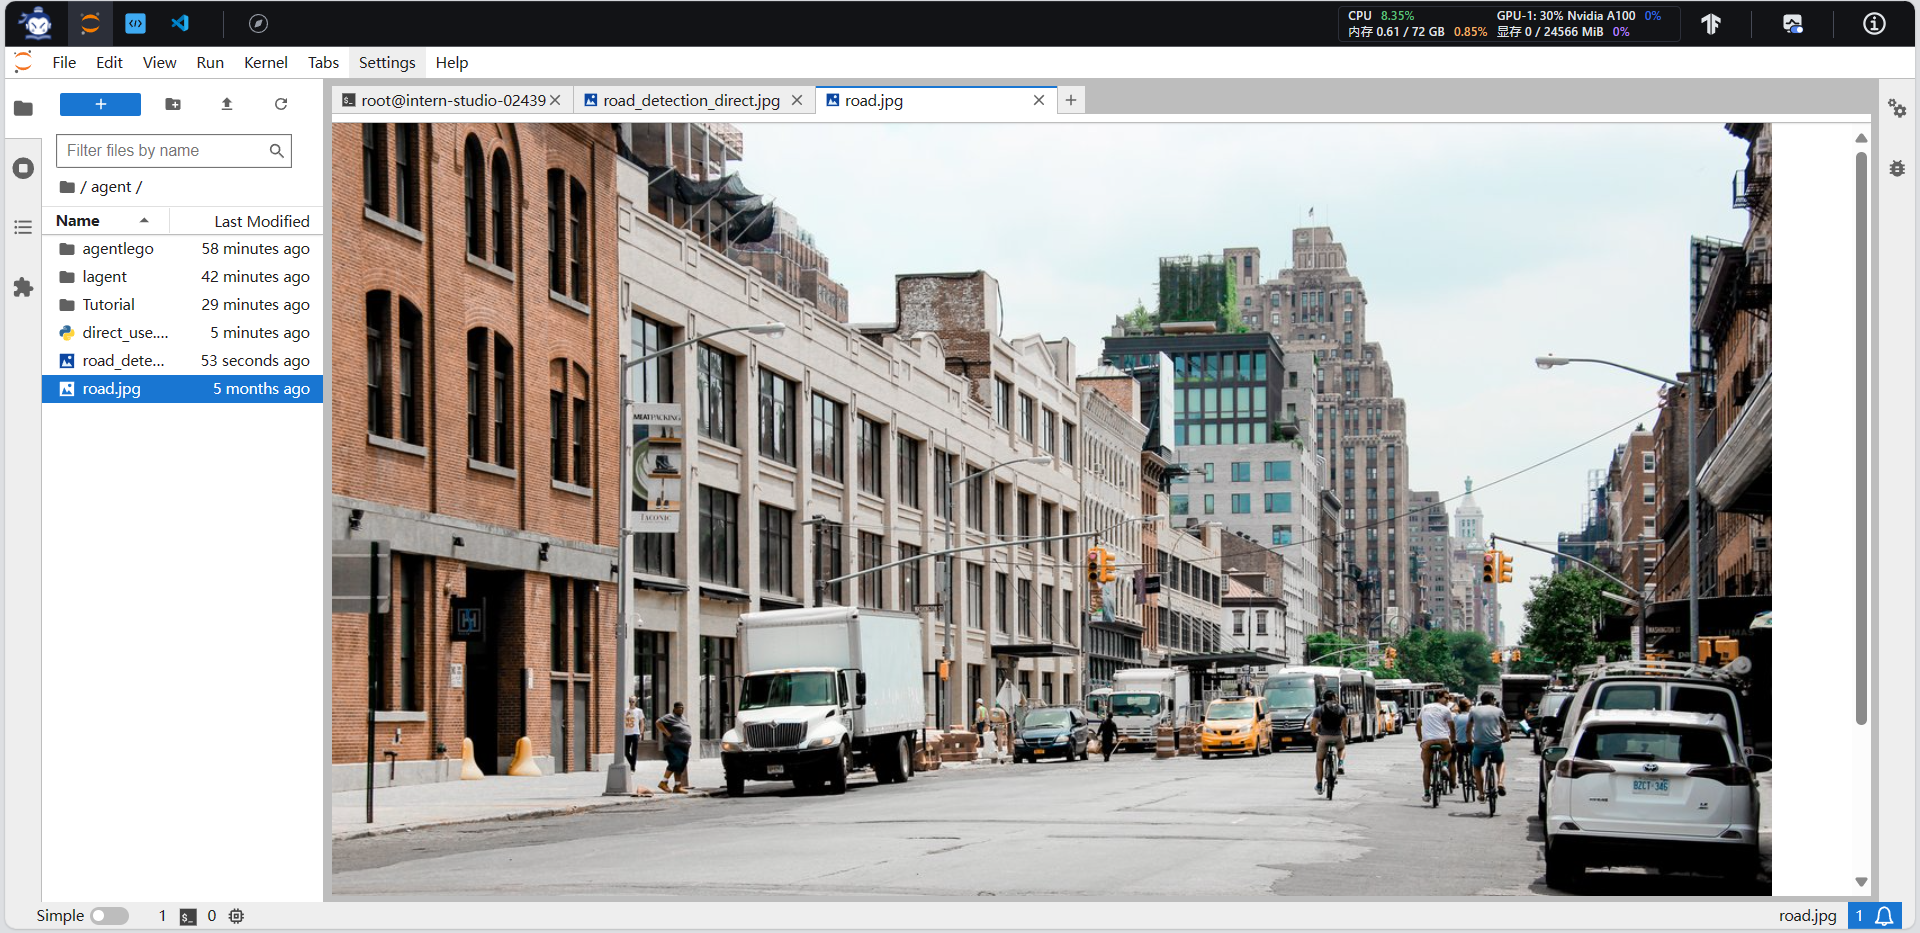 CPU 8.35%
GPU-1: 30% Nvidia A100 0%
内存 0.61 / 72 GB 0.85%
显存 0 / 24566 MiB 0%
File Edit View Run Kernel Tabs Settings Help
root@intern-studio-02439
road_detection_direct.jpg
road.jpg
Filter files by name
/ agent /
Name Last Modified
agentlego 58 minutes ago
lagent 42 minutes ago
Tutorial 29 minutes ago
direct_use.... 5 minutes ago
road_dete... 53 seconds ago
road.jpg 5 months ago
MEATPACKING
TACONIC
WASHINGTON ST
LUMAS
Simple 1 0
road.jpg 1